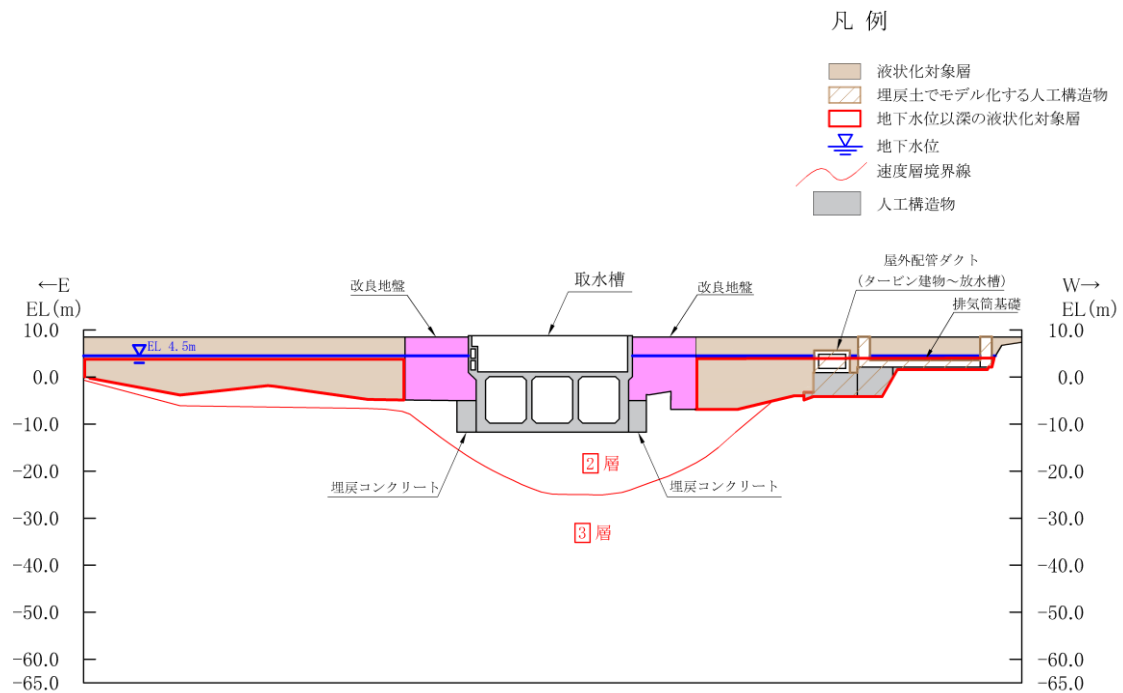 凡 例
液状化対象層
埋戻土でモデル化する人工構造物
地下水位以深の液状化対象層
地下水位
速度層境界線
人工構造物
←E
EL(m)
改良地盤
取水槽
改良地盤
屋外配管ダクト
(タービン建物～放水槽)
排気筒基礎
W→
EL(m)
EL 4.5m
10.0
0.0
-10.0
-20.0
-30.0
-40.0
-50.0
-60.0
-65.0
埋戻コンクリート
2 層
埋戻コンクリート
3 層
10.0
0.0
-10.0
-20.0
-30.0
-40.0
-50.0
-60.0
-65.0